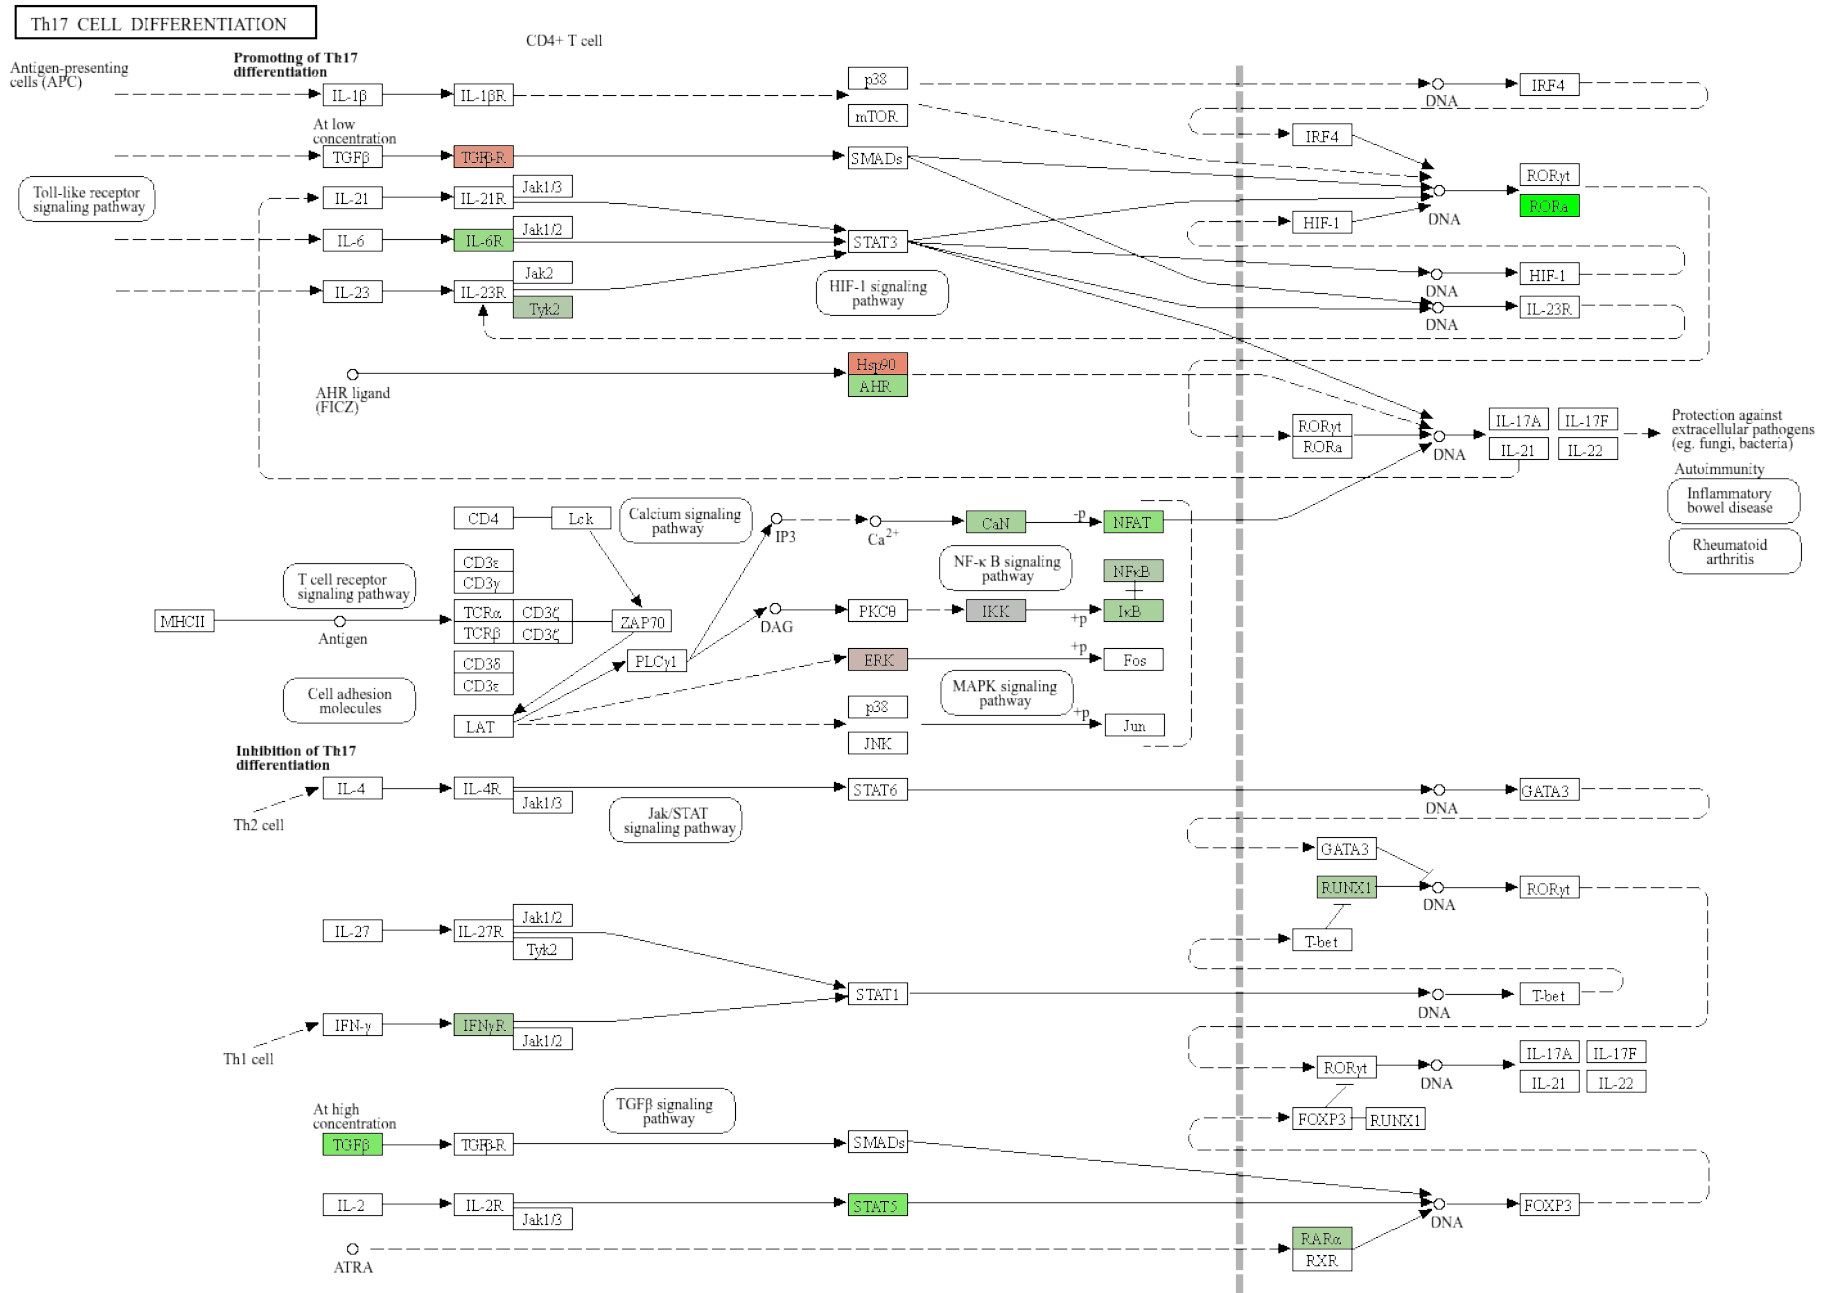 Th17 CELL DIFFERENTIATION
CD4+ T cell
Antigen-presenting
cells (APC)
Promoting of Th17
differentiation
IL-1β
IL-1βR
p38
mTOR
DNA
IRF4
At low
concentration
TGFβ
TGFβ-R
SMADs
IRF4
Toll-like receptor
signaling pathway
IL-21
IL-21R
Jak1/3
RORγt
RORa
DNA
HIF-1
IL-6
IL-6R
Jak1/2
STAT3
HIF-1 signaling
pathway
DNA
HIF-1
IL-23
IL-23R
Jak2
Tyk2
DNA
IL-23R
AHR ligand
(FICZ)
Hsp90
AHR
RORγt
RORa
DNA
IL-17A
IL-17F
IL-21
IL-22
Protection against
extracellular pathogens
(eg. fungi, bacteria)
Autoimmunity
Inflammatory
bowel disease
Rheumatoid
arthritis
CD4
Lck
Calcium signaling
pathway
IP3
Ca2+
CaN
-p
NFAT
CD3ε
CD3γ
NF-κ B signaling
pathway
NFκB
T cell receptor
signaling pathway
MHCII
Antigen
TCRα
CD3ζ
TCRβ
CD3ζ
ZAP70
DAG
PKCθ
IKK
+p
IκB
CD3δ
CD3ε
PLCγ1
ERK
+p
Fos
Cell adhesion
molecules
MAPK signaling
pathway
LAT
p38
JNK
+p
Jun
Inhibition of Th17
differentiation
IL-4
IL-4R
Jak1/3
STAT6
DNA
GATA3
Th2 cell
Jak/STAT
signaling pathway
GATA3
RUNX1
DNA
RORγt
IL-27
IL-27R
Jak1/2
Tyk2
T-bet
STAT1
DNA
T-bet
IFN-γ
IFNγR
Jak1/2
Th1 cell
RORγt
DNA
IL-17A
IL-17F
IL-21
IL-22
At high
concentration
TGFβ signaling
pathway
FOXP3
RUNX1
TGFβ
TGFβ-R
SMADs
IL-2
IL-2R
Jak1/3
STAT5
DNA
FOXP3
ATRA
RARα
RXR